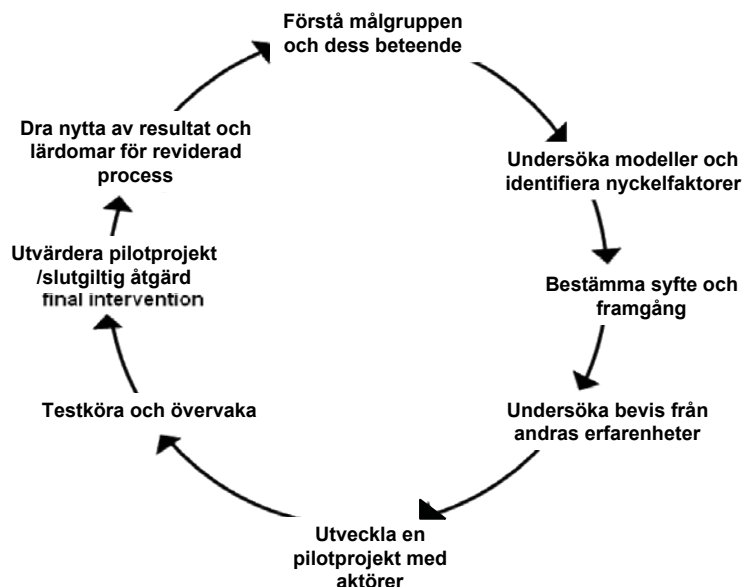 Förstå målgruppen
och dess beteende
Undersöka modeller och
identifiera nyckelfaktorer
Bestämma syfte och
framgång
Undersöka bevis från
andras erfarenheter
Utveckla en
pilotprojekt med
aktörer
Testköra och övervaka
Utvärdera pilotprojekt
/slutgiltig åtgärd
final intervention
Dra nytta av resultat och
lärdomar för reviderad
process